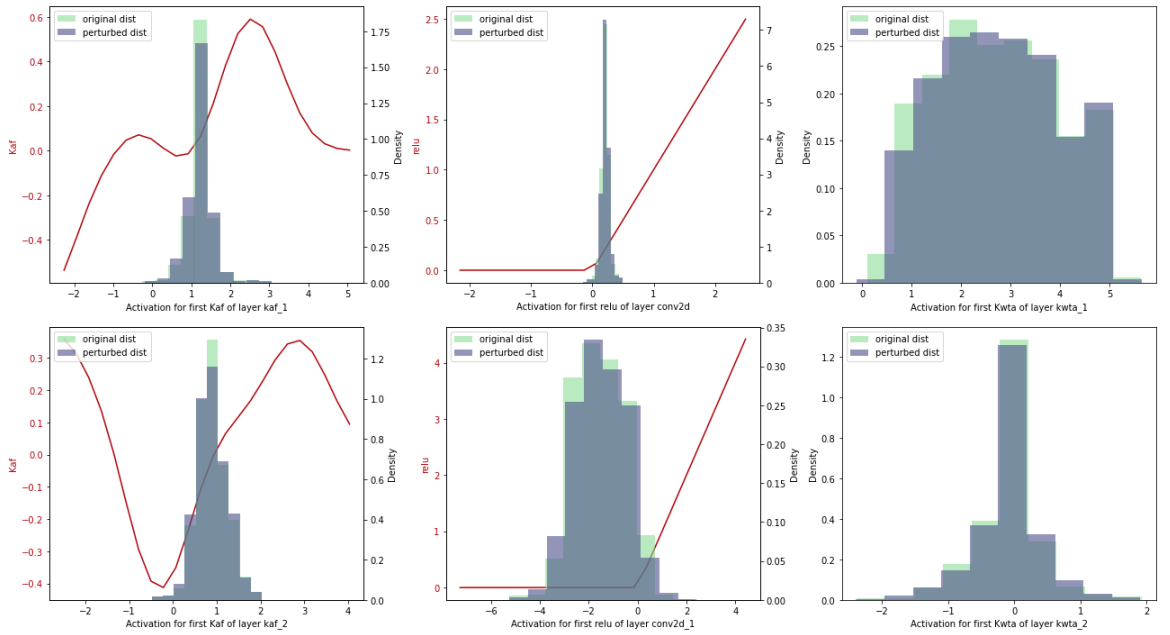 original dist
perturbed dist
0.6
0.4
0.2
0.0
−0.2
−0.4
Kaf
1.75
1.50
1.25
1.00
0.75
0.50
0.25
0.00
Density
−2 −1 0 1 2 3 4 5
Activation for first Kaf of layer kaf_1
original dist
perturbed dist
2.5
2.0
1.5
1.0
0.5
0.0
relu
7
6
5
4
3
2
1
0
Density
−2 −1 0 1 2
Activation for first relu of layer conv2d
original dist
perturbed dist
0.25
0.20
0.15
0.10
0.05
0.00
0 1 2 3 4 5
Activation for first Kwta of layer kwta_1
original dist
perturbed dist
0.3
0.2
0.1
0.0
−0.1
−0.2
−0.3
−0.4
Kaf
1.2
1.0
0.8
0.6
0.4
0.2
0.0
Density
−2 −1 0 1 2 3 4
Activation for first Kaf of layer kaf_2
original dist
perturbed dist
4
3
2
1
0
relu
0.35
0.30
0.25
0.20
0.15
0.10
0.05
0.00
Density
−6 −4 −2 0 2 4
Activation for first relu of layer conv2d_1
original dist
perturbed dist
1.2
1.0
0.8
0.6
0.4
0.2
0.0
Density
−2 −1 0 1 2
Activation for first Kwta of layer kwta_2